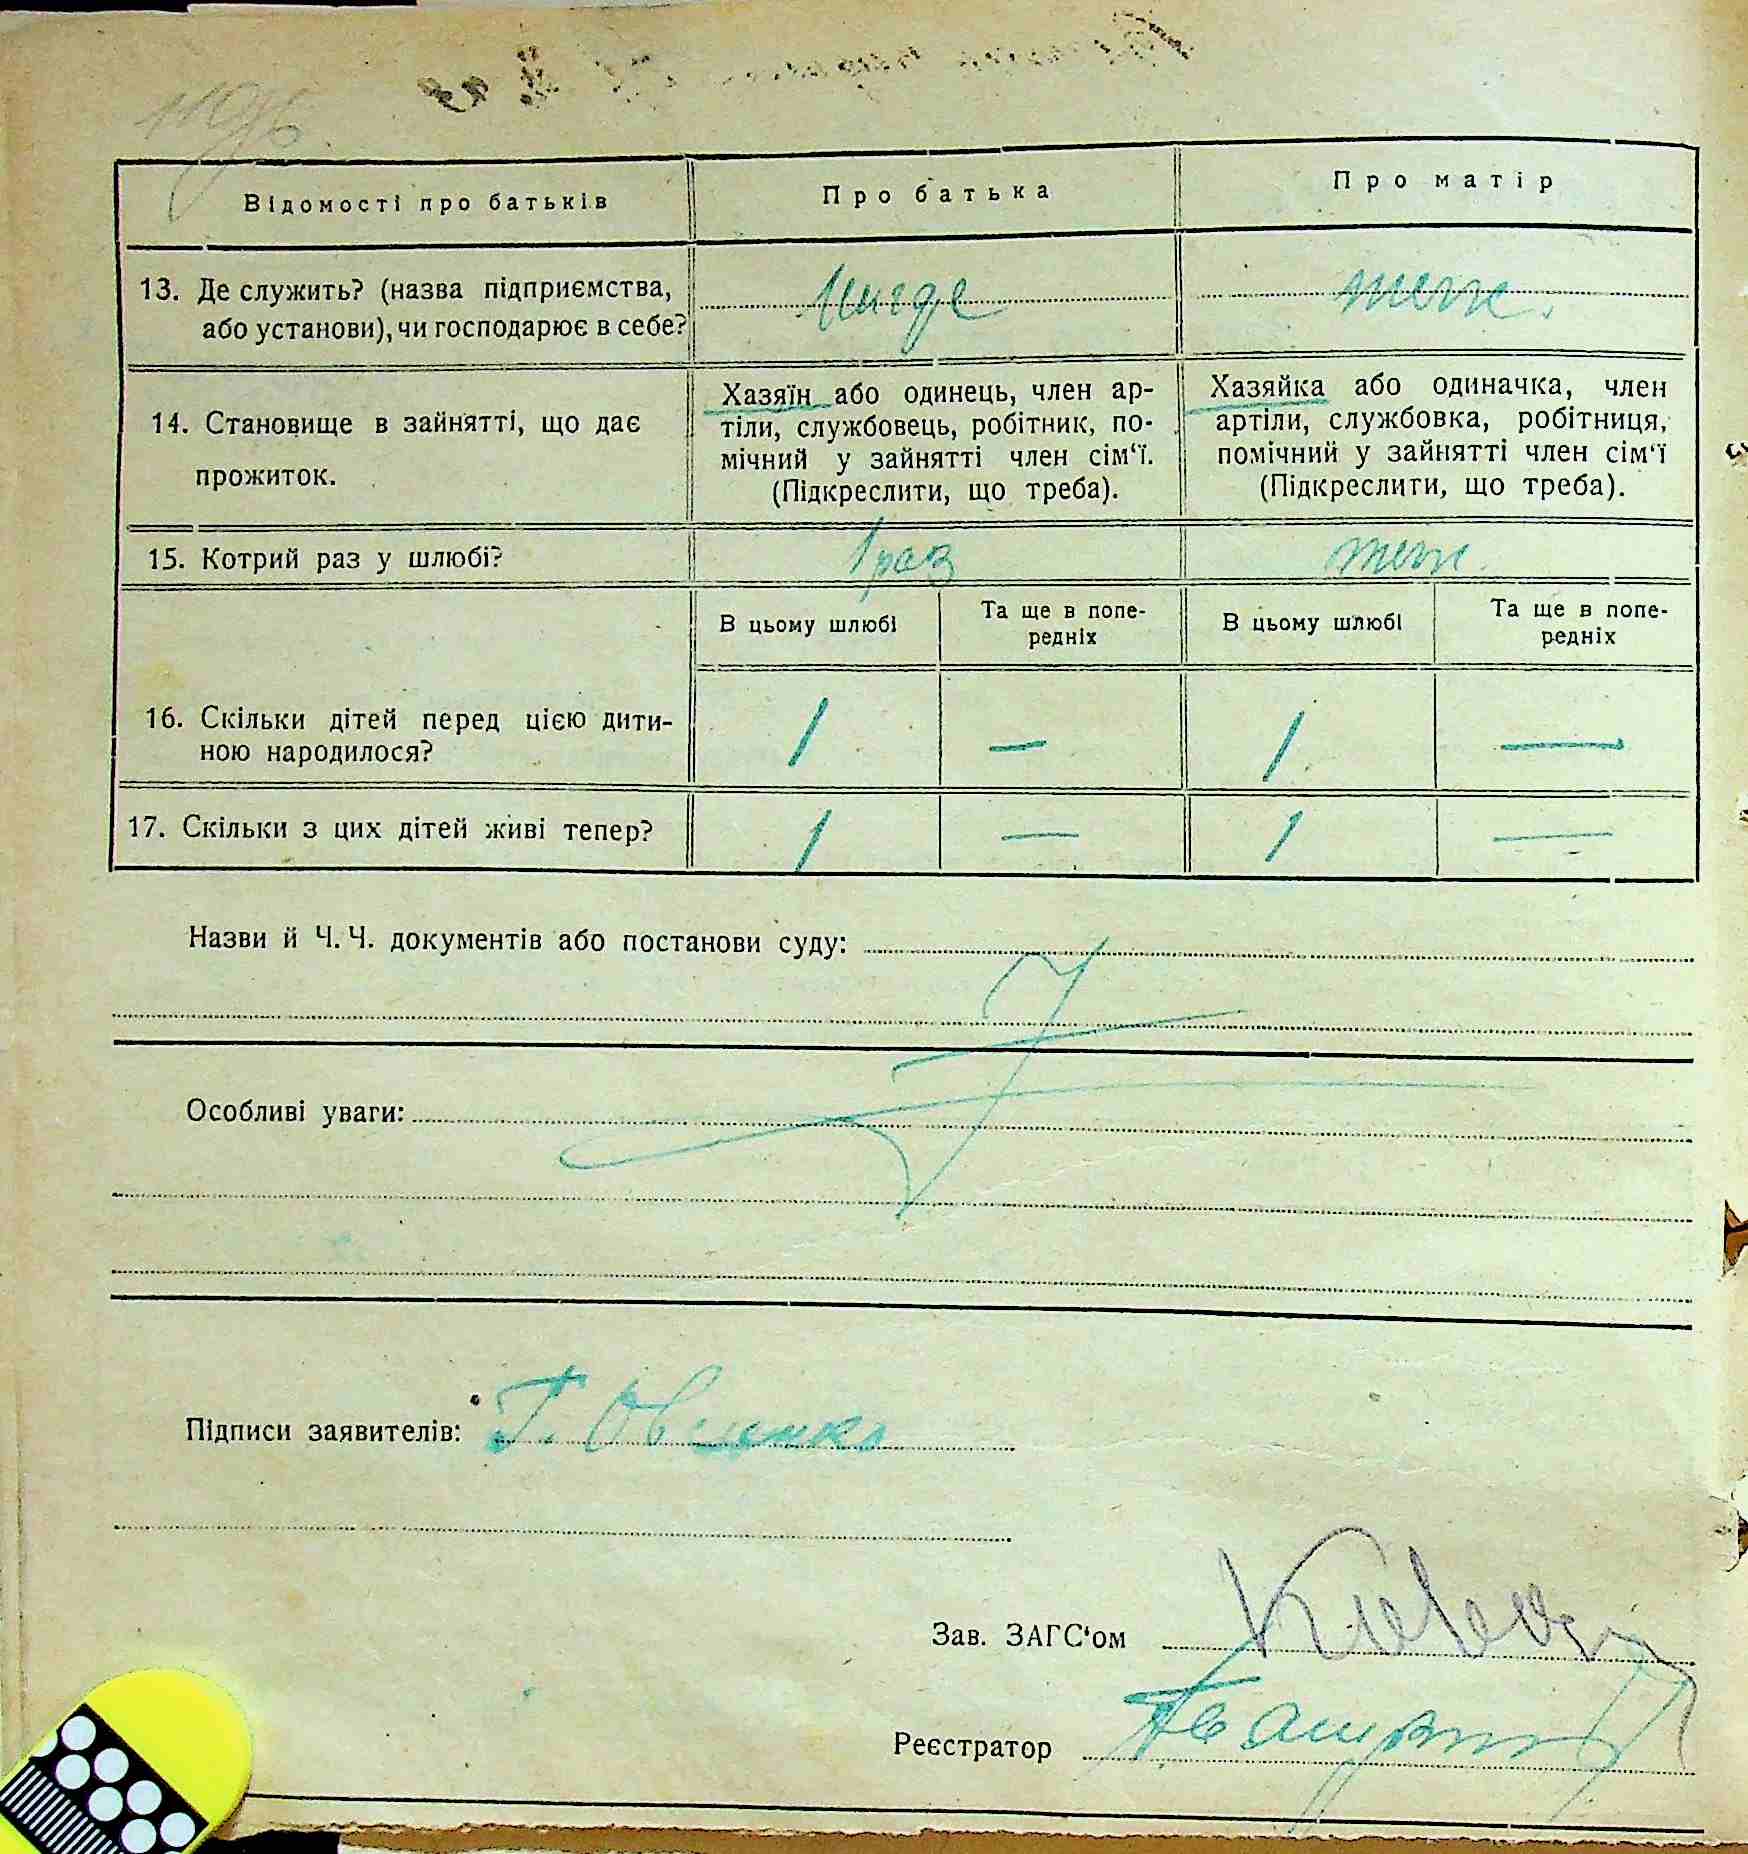 1196
Відомості про батьків
Про батька
Про матір
13. Де служить? (назва підприємства,
або установи), чи господарює в себе?
нигде
теж.
14. Становище в зайнятті, що дає
прожиток.
Хазяїн або одинець, член ар-
тіли, службовець, робітник, по-
мічний у зайнятті член сім‘ї.
(Підкреслити, що треба).
Хазяйка або одиначка, член
артіли, службовка, робітниця,
помічний у зайнятті член сім‘ї
(Підкреслити, що треба).
15. Котрий раз у шлюбі?
1 раз
теж.
В цьому шлюбі
Та ще в попе-
редніх
В цьому шлюбі
Та ще в попе-
редніх
16. Скільки дітей перед цією дити-
ною народилося?
1 — 1 —
17. Скільки з цих дітей живі тепер?
1 — 1 —
Назви й Ч. Ч. документів або постанови суду:
Особливі уваги:
Підписи заявителів: Г.
Зав. ЗАГС‘ом
Реєстратор